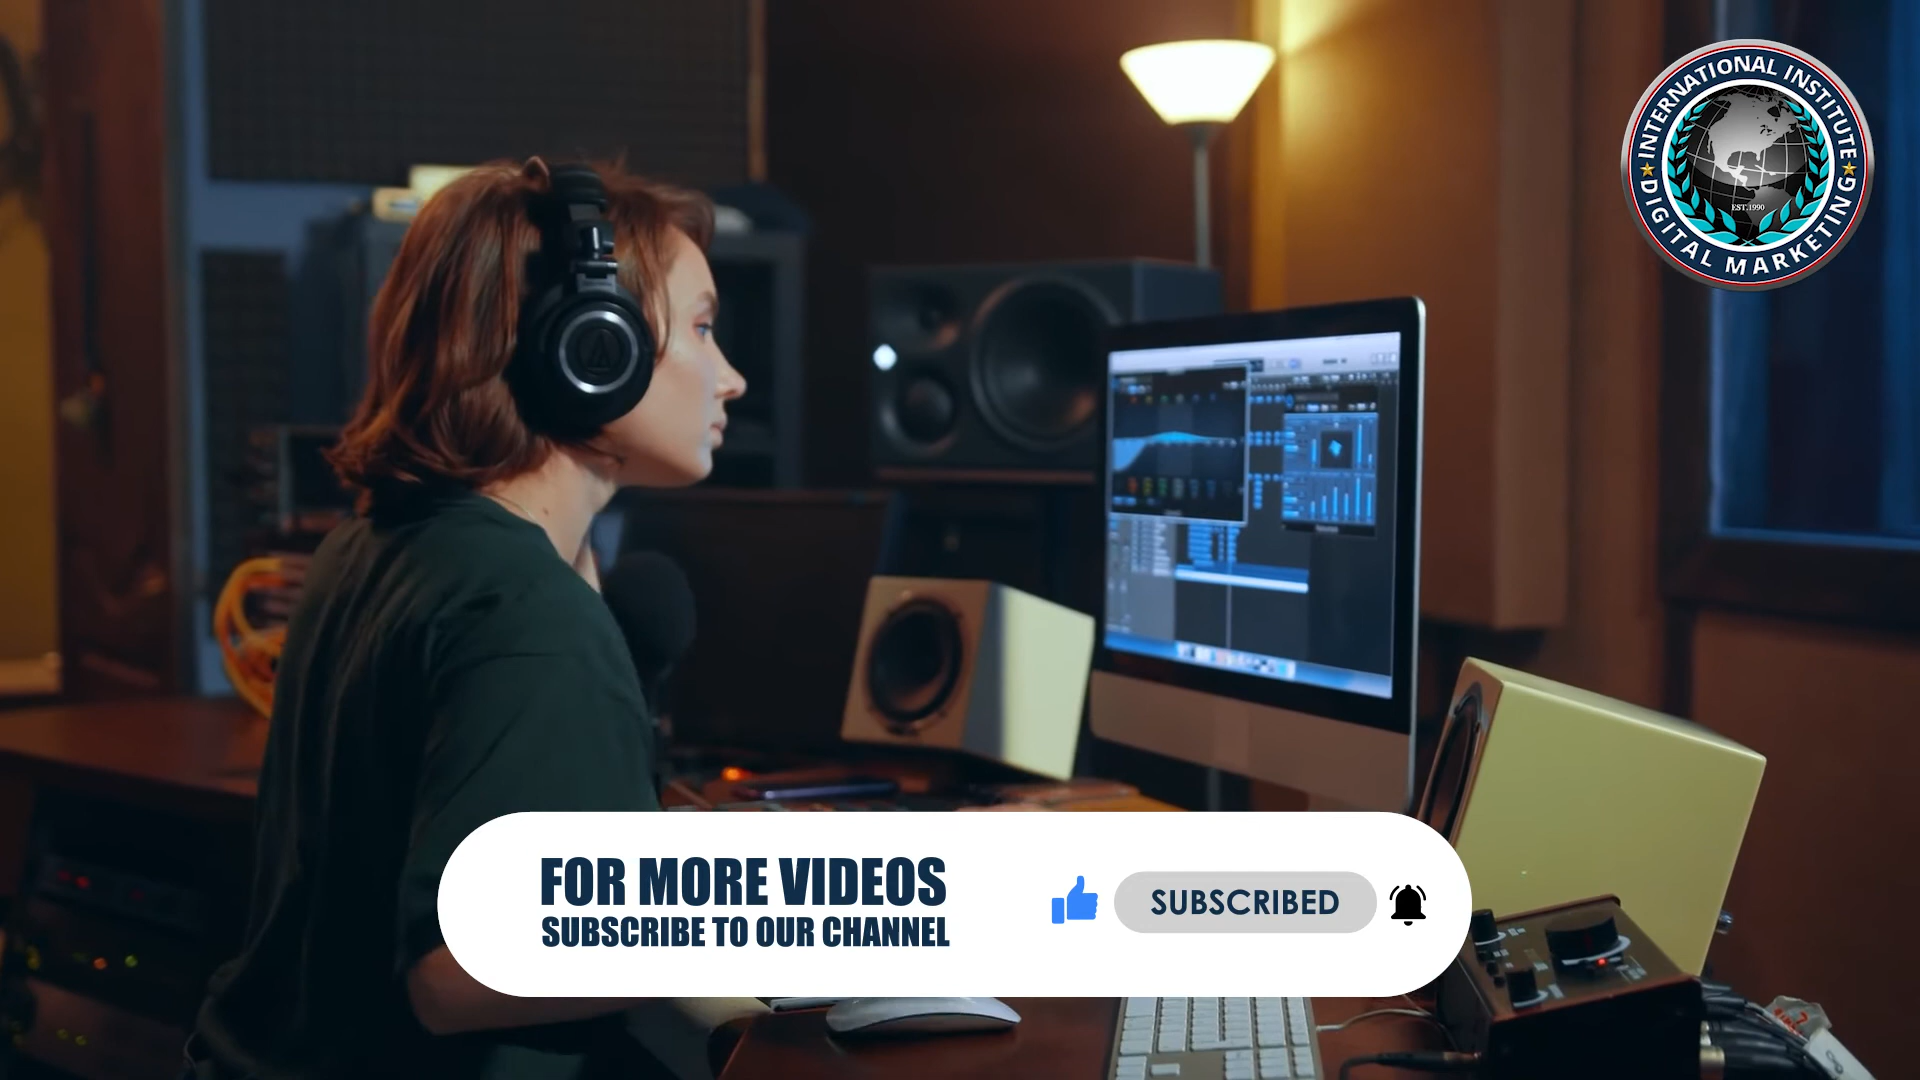 INTERNATIONAL INSTITUTE
DIGITAL MARKETING
EST.1990
FOR MORE VIDEOS
SUBSCRIBE TO OUR CHANNEL
SUBSCRIBED